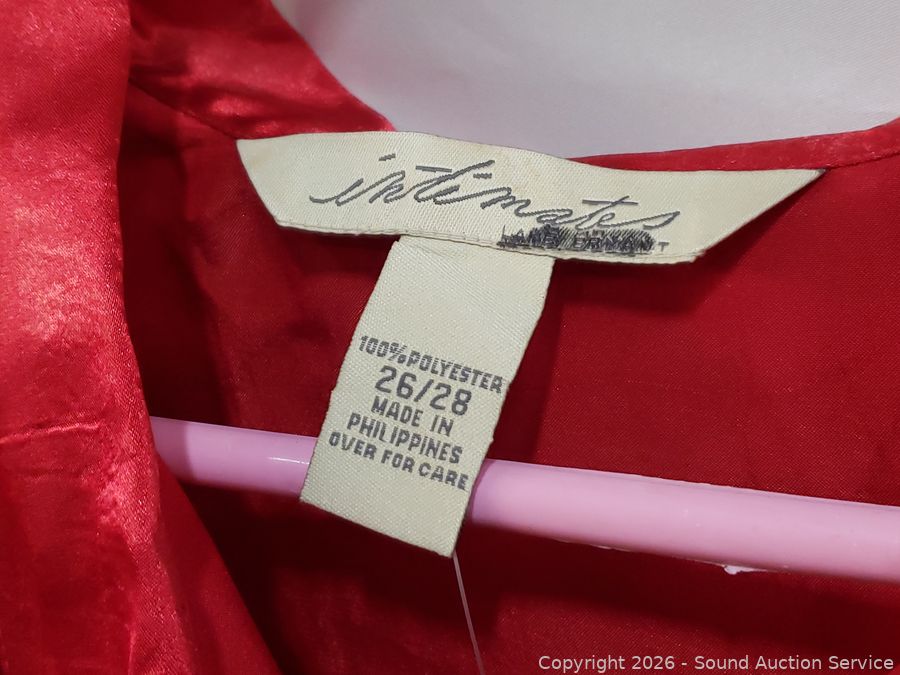 intimates
LANE BRYANT
100% POLYESTER
26/28
MADE IN
PHILIPPINES
OVER FOR CARE
Copyright © 2026 - Sound Auction Service